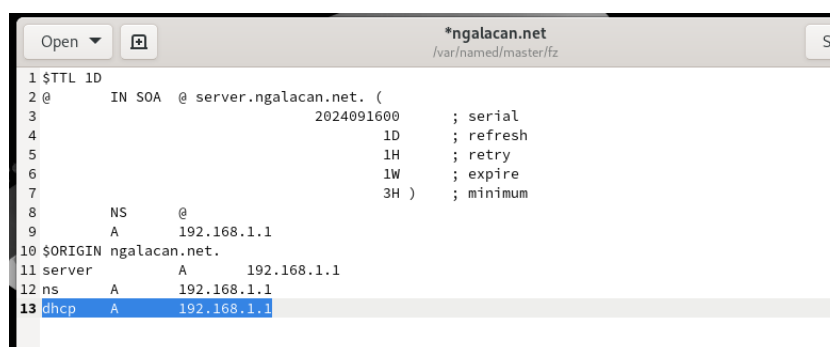 Open
*ngalacan.net
/var/named/master/fz
S
1 $TTL 1D
2 @ IN SOA @ server.ngalacan.net. (
3 2024091600 ; serial
4 1D ; refresh
5 1H ; retry
6 1W ; expire
7 3H ) ; minimum
8 NS @
9 A 192.168.1.1
10 $ORIGIN ngalacan.net.
11 server A 192.168.1.1
12 ns A 192.168.1.1
13 dhcp A 192.168.1.1